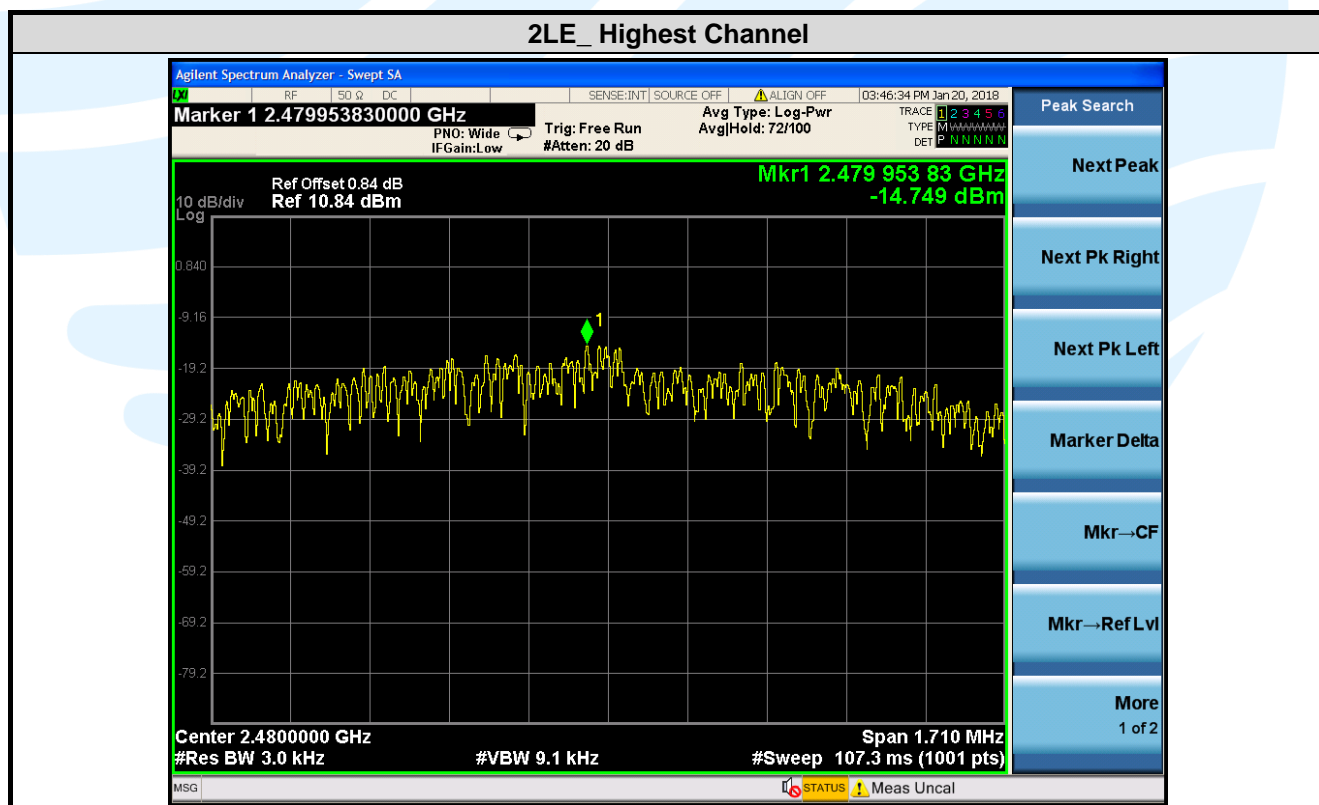 2LE_ Highest Channel
Agilent Spectrum Analyzer - Swept SA
LXI RF 50 Ω DC SENSE:INT SOURCE OFF ALIGN OFF 03:46:34 PM Jan 20, 2018
Marker 1 2.479953830000 GHz
PNO: Wide
IFGain:Low
Trig: Free Run
#Atten: 20 dB
Avg Type: Log-Pwr
Avg|Hold: 72/100
TRACE 1 2 3 4 5 6
TYPE M
DET P N N N N N
Ref Offset 0.84 dB
Ref 10.84 dBm
10 dB/div
Log
Mkr1 2.479 953 83 GHz
-14.749 dBm
1
0.840
-9.16
-19.2
-29.2
-39.2
-49.2
-59.2
-69.2
-79.2
Center 2.4800000 GHz
#Res BW 3.0 kHz
#VBW 9.1 kHz
Span 1.710 MHz
#Sweep 107.3 ms (1001 pts)
MSG
STATUS
Meas Uncal
Peak Search
Next Peak
Next Pk Right
Next Pk Left
Marker Delta
Mkr→CF
Mkr→Ref Lvl
More
1 of 2